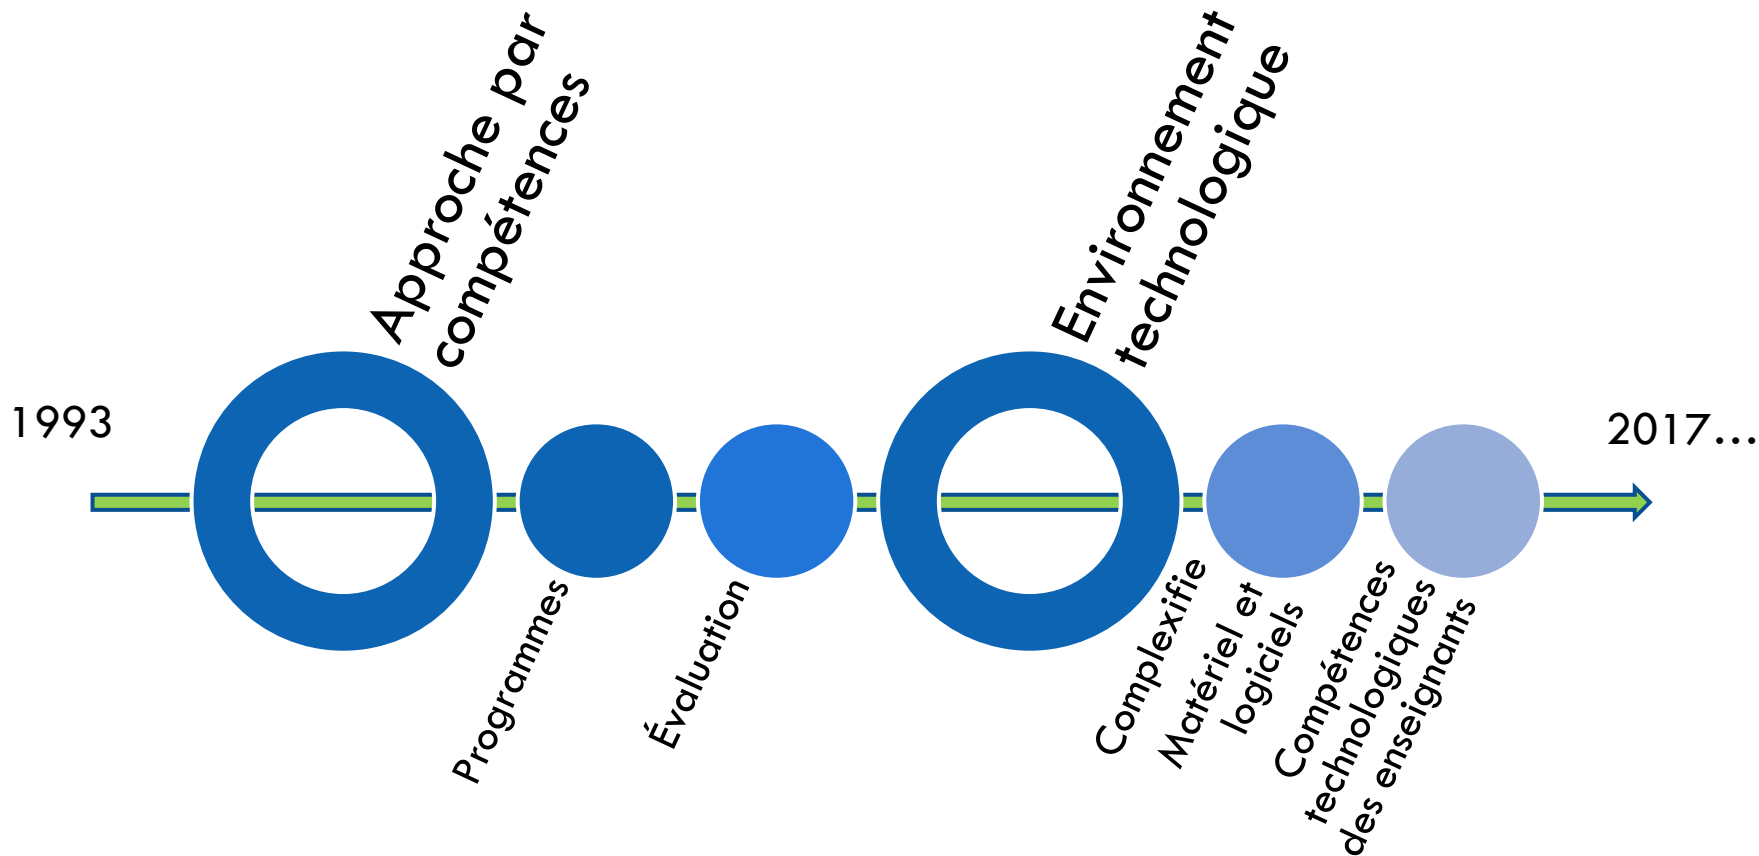 1993
Approche par
compétences
Programmes
Évaluation
Environnement
technologique
Complexifie
Matériel et
logiciels
Compétences
technologiques
des enseignants
2017...